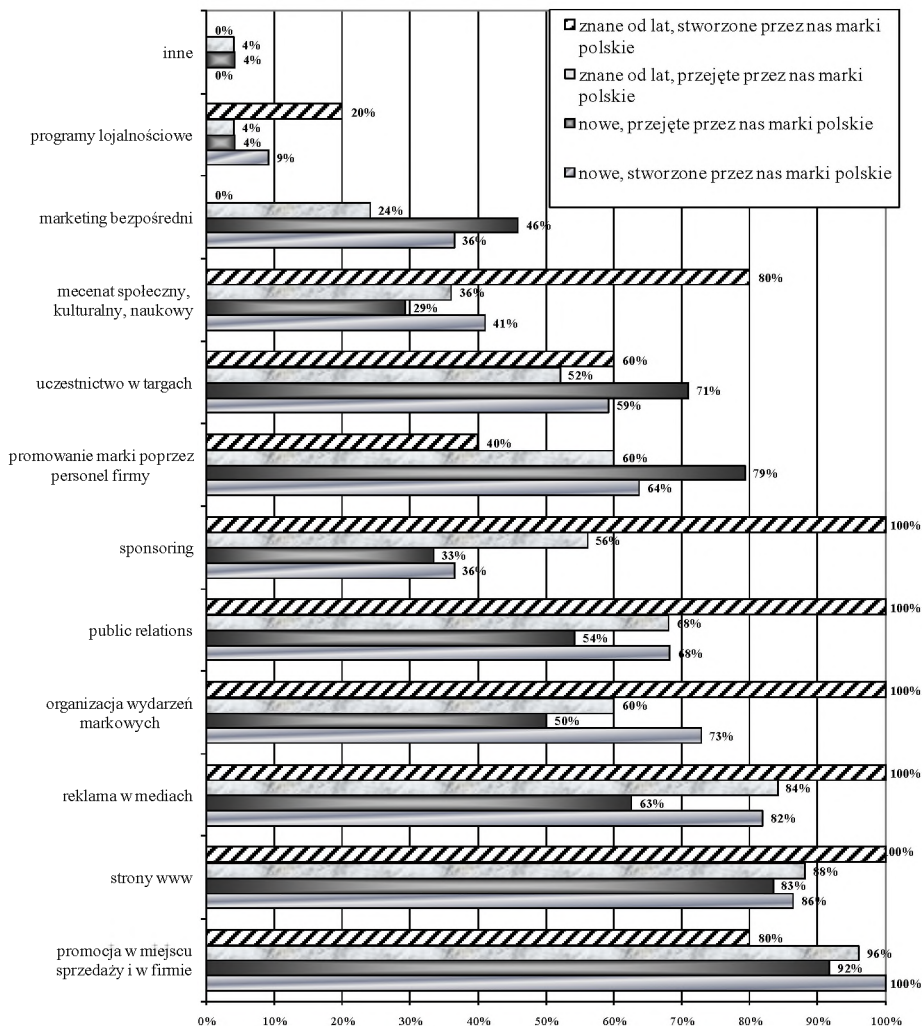 znane od lat, stworzone przez nas marki
polskie
znane od lat, przejęte przez nas marki
polskie
nowe, przejęte przez nas marki polskie
nowe, stworzone przez nas marki polskie
inne
0%
4%
4%
0%
programy lojalnościowe
20%
4%
4%
9%
marketing bezpośredni
0%
24%
46%
36%
mecenat społeczny,
kulturalny, naukowy
80%
36%
29%
41%
uczestnictwo w targach
60%
52%
71%
59%
promowanie marki poprzez
personel firmy
40%
60%
79%
64%
sponsoring
100%
56%
33%
36%
public relations
100%
68%
54%
68%
organizacja wydarzeń
markowych
100%
60%
50%
73%
reklama w mediach
100%
84%
63%
82%
strony www
100%
88%
83%
86%
promocja w miejscu
sprzedaży i w firmie
80%
96%
92%
100%
0% 10% 20% 30% 40% 50% 60% 70% 80% 90% 100%